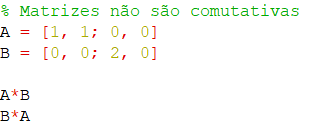 % Matrizes não são comutativas
A = [1, 1; 0, 0]
B = [0, 0; 2, 0]
A*B
B*A